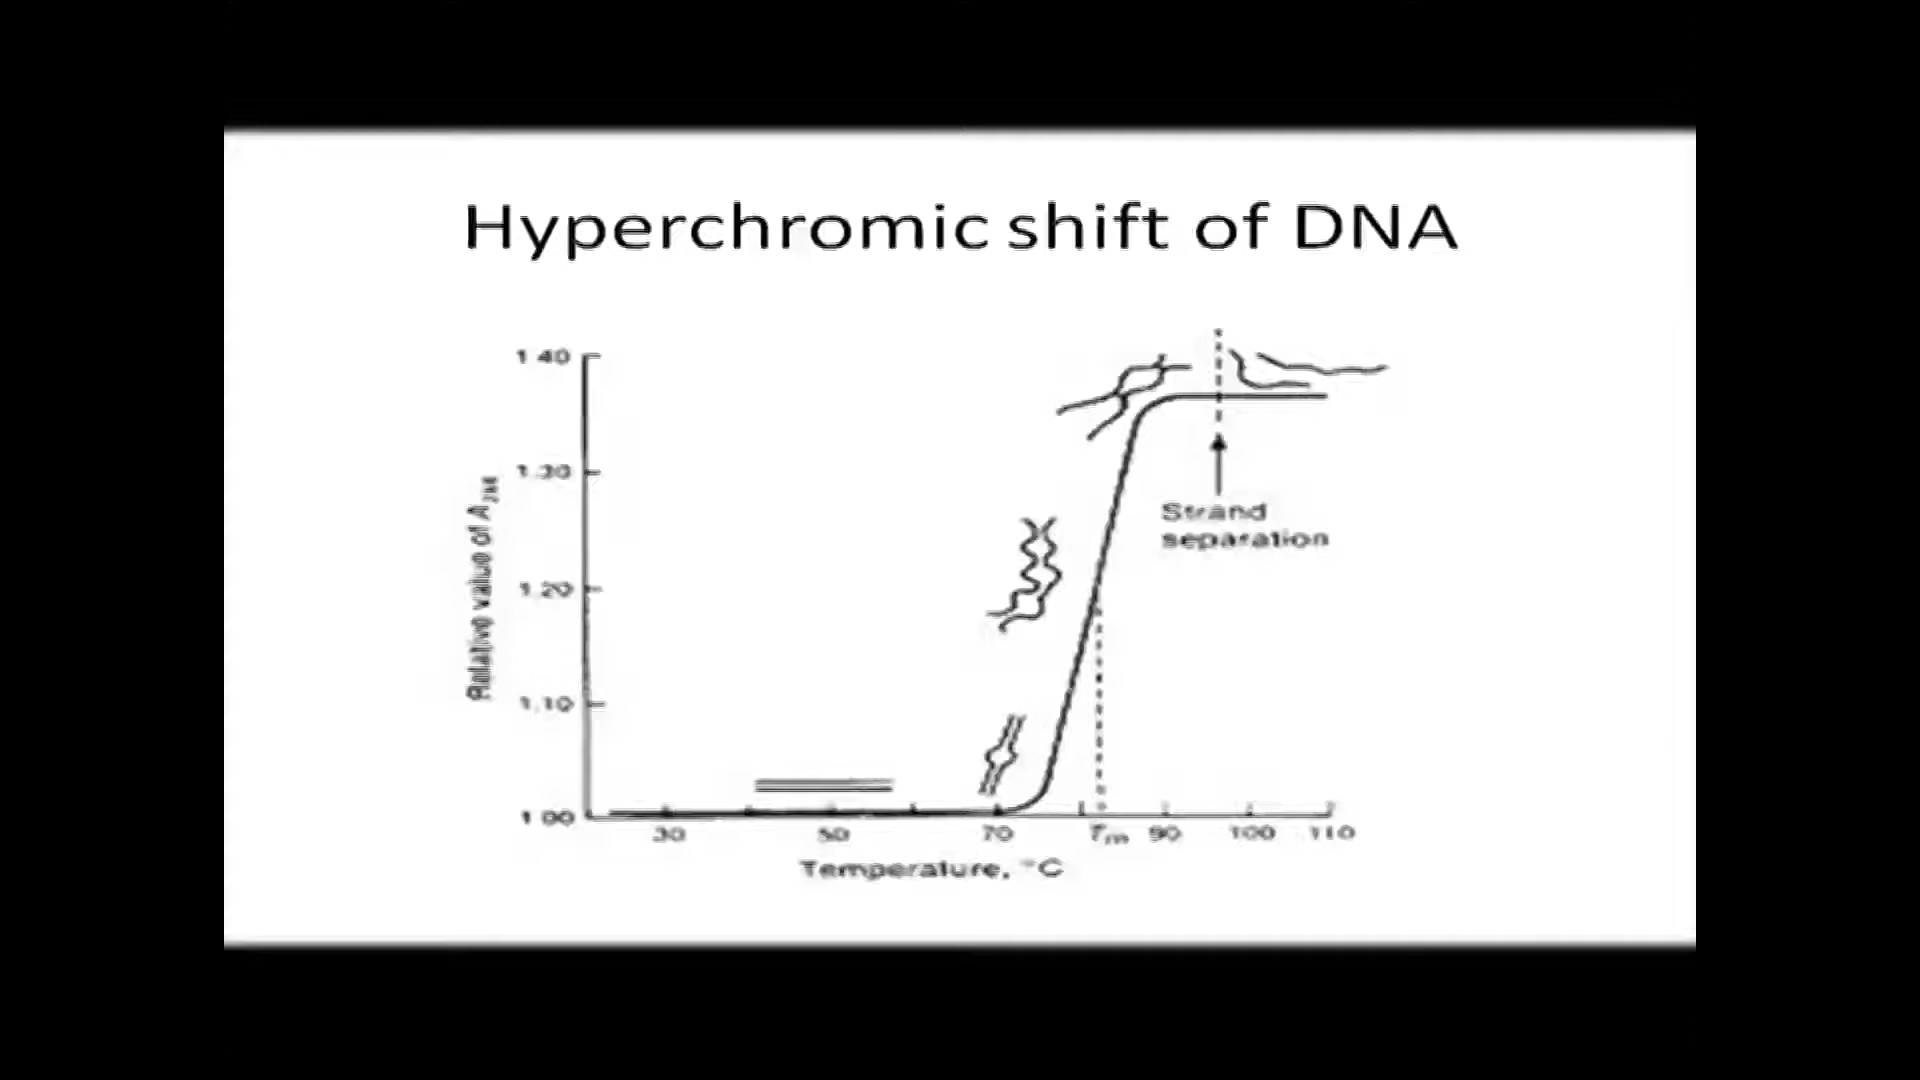 Hyperchromic shift of DNA
1.40
1.30
1.20
1.10
1.00
Relative value of A
Strand
separation
30 50 70 Tm 90 100 110
Temperature, °C